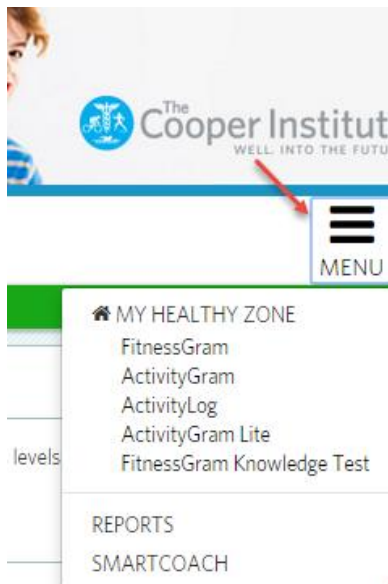 The
Cooper Institut
WELL. INTO THE FUTU
MENU
MY HEALTHY ZONE
FitnessGram
ActivityGram
ActivityLog
ActivityGram Lite
levels
FitnessGram Knowledge Test
REPORTS
SMARTCOACH